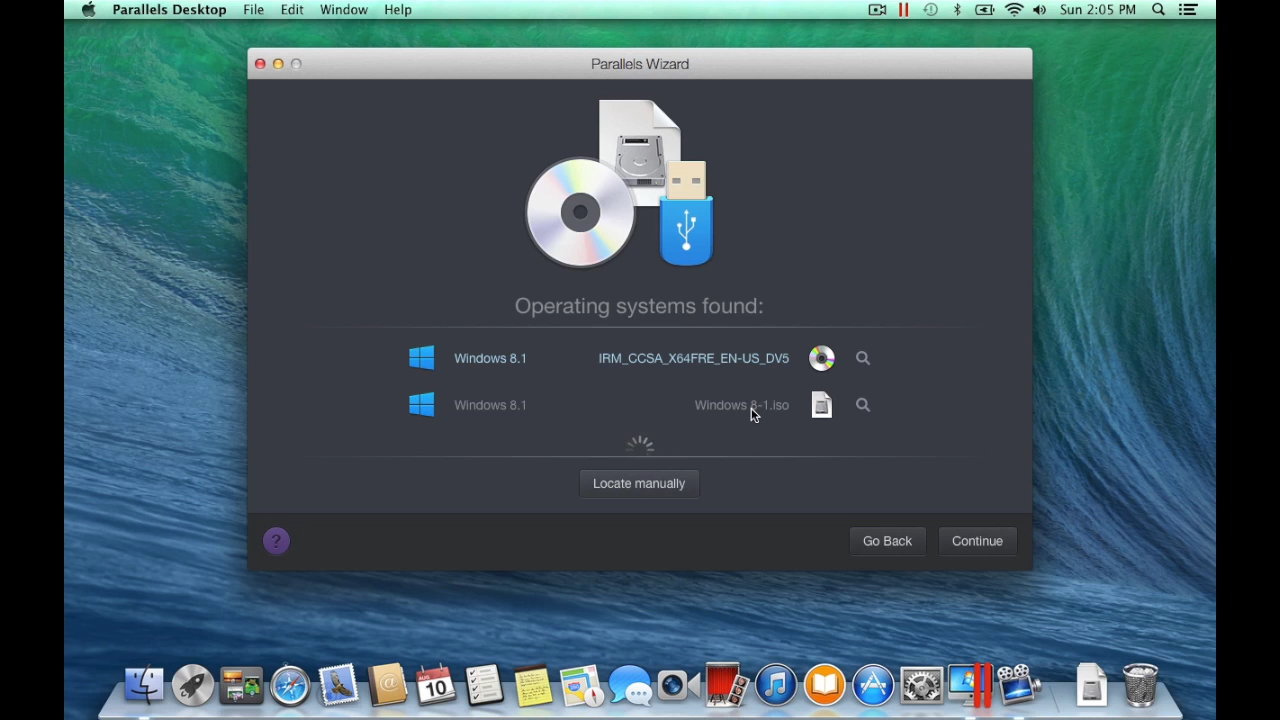 Parallels Desktop File Edit Window Help Sun 2:05 PM
Parallels Wizard
Operating systems found:
Windows 8.1 IRM_CCSA_X64FRE_EN-US_DV5
Windows 8.1 Windows 8-1.iso
Locate manually
? Go Back Continue
AUG
10